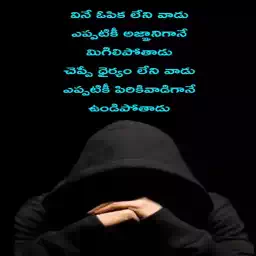 వినే ఓపిక లేని వాడు
ఎప్పటికీ అజ్ఞానిగానే
మిగిలిపోతాడు
చెప్పే ధైర్యం లేని వాడు
ఎప్పటికీ పిరికివాడిగానే
ఉండిపోతాడు